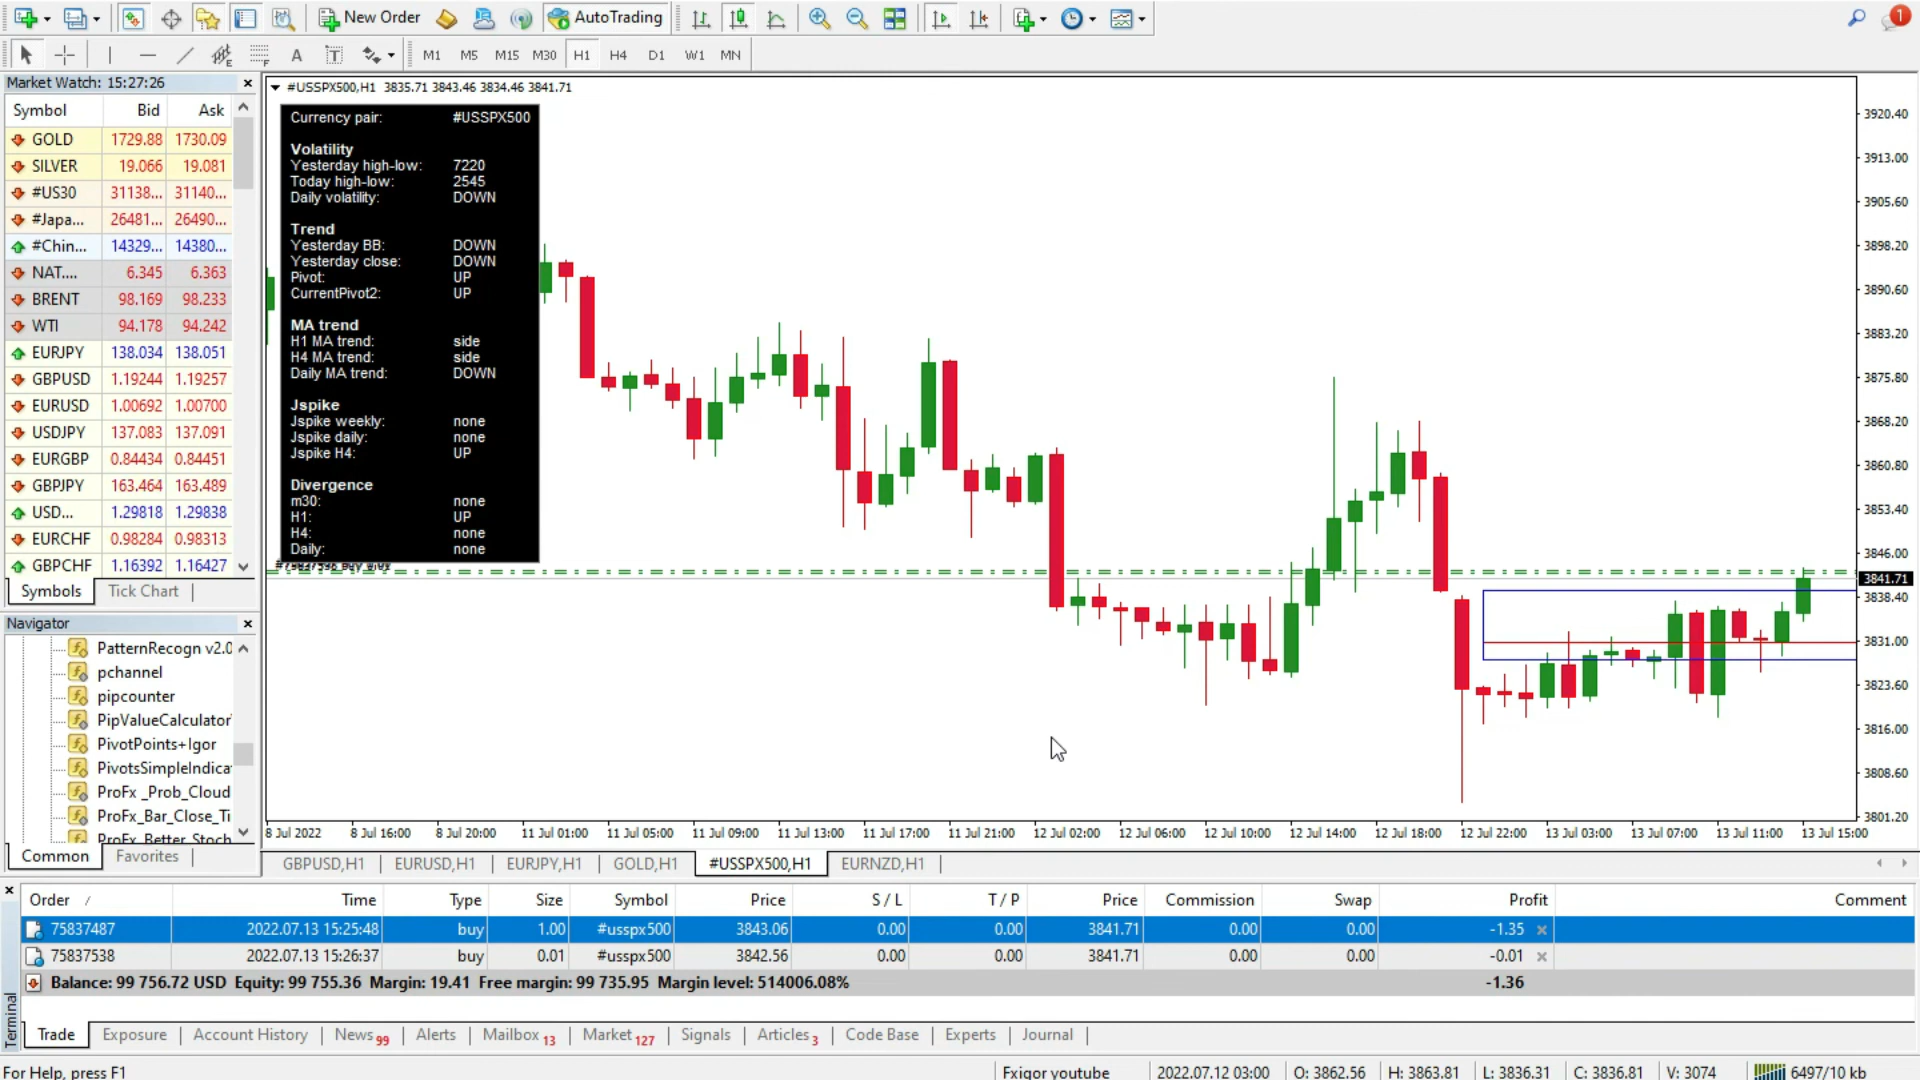 New Order AutoTrading 1
A T M1 M5 M15 M30 H1 H4 D1 W1 MN
Market Watch: 15:27:26
Symbol Bid Ask
GOLD 1729.88 1730.09
SILVER 19.066 19.081
#US30 31138... 31140...
#Japa... 26481... 26490...
#Chin... 14329... 14380...
NAT.... 6.345 6.363
BRENT 98.169 98.233
WTI 94.178 94.242
EURJPY 138.034 138.051
GBPUSD 1.19244 1.19257
EURUSD 1.00692 1.00700
USDJPY 137.083 137.091
EURGBP 0.84434 0.84451
GBPJPY 163.464 163.489
USD... 1.29818 1.29838
EURCHF 0.98284 0.98313
GBPCHF 1.16392 1.16427
Symbols Tick Chart
Navigator
PatternRecogn v2.0
pchannel
pipcounter
PipValueCalculator
PivotPoints+Igor
PivotsSimpleIndica
ProFx _Prob_Cloud
ProFx_Bar_Close_Ti
ProFx_Better_Stoch
Common Favorites
#USSPX500,H1 3835.71 3843.46 3834.46 3841.71
Currency pair: #USSPX500
Volatility
Yesterday high-low: 7220
Today high-low: 2545
Daily volatility: DOWN
Trend
Yesterday BB: DOWN
Yesterday close: DOWN
Pivot: UP
CurrentPivot2: UP
MA trend
H1 MA trend: side
H4 MA trend: side
Daily MA trend: DOWN
Jspike
Jspike weekly: none
Jspike daily: none
Jspike H4: UP
Divergence
m30: none
H1: UP
H4: none
Daily: none
3920.40
3913.00
3905.60
3898.20
3890.60
3883.20
3875.80
3868.20
3860.80
3853.40
3846.00
3841.71
3838.40
3831.00
3823.60
3816.00
3808.60
3801.20
8 Jul 2022 8 Jul 16:00 8 Jul 20:00 11 Jul 01:00 11 Jul 05:00 11 Jul 09:00 11 Jul 13:00 11 Jul 17:00 11 Jul 21:00 12 Jul 02:00 12 Jul 06:00 12 Jul 10:00 12 Jul 14:00 12 Jul 18:00 12 Jul 22:00 13 Jul 03:00 13 Jul 07:00 13 Jul 11:00 13 Jul 15:00
GBPUSD,H1 EURUSD,H1 EURJPY,H1 GOLD,H1 #USSPX500,H1 EURNZD,H1
Order / Time Type Size Symbol Price S / L T / P Price Commission Swap Profit Comment
75837487 2022.07.13 15:25:48 buy 1.00 #usspx500 3843.06 0.00 0.00 3841.71 0.00 0.00 -1.35
75837538 2022.07.13 15:26:37 buy 0.01 #usspx500 3842.56 0.00 0.00 3841.71 0.00 0.00 -0.01
Balance: 99 756.72 USD Equity: 99 755.36 Margin: 19.41 Free margin: 99 735.95 Margin level: 514006.08% -1.36
Terminal
Trade Exposure Account History News 99 Alerts Mailbox 13 Market 127 Signals Articles 3 Code Base Experts Journal
For Help, press F1 Fxigor youtube 2022.07.12 03:00 O: 3862.56 H: 3863.81 L: 3836.31 C: 3836.81 V: 3074 6497/10 kb